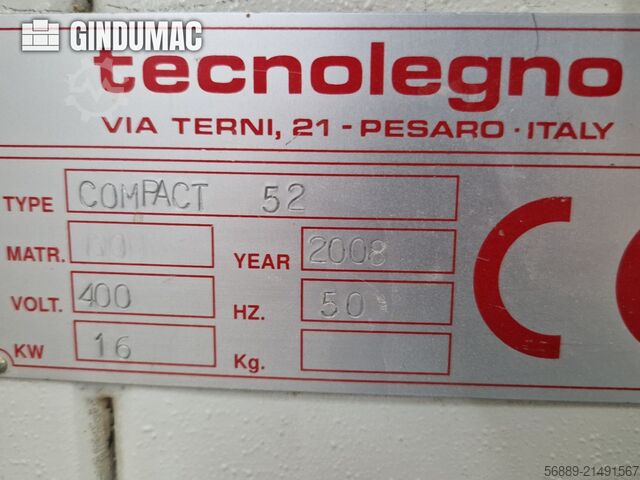 GINDUMAC
tecnolegno
VIA TERNI, 21 - PESARO · ITALY
TYPE COMPACT 52
MATR. YEAR 2008
VOLT. 400 HZ. 50
KW 16 Kg.
CE
56889-21491567